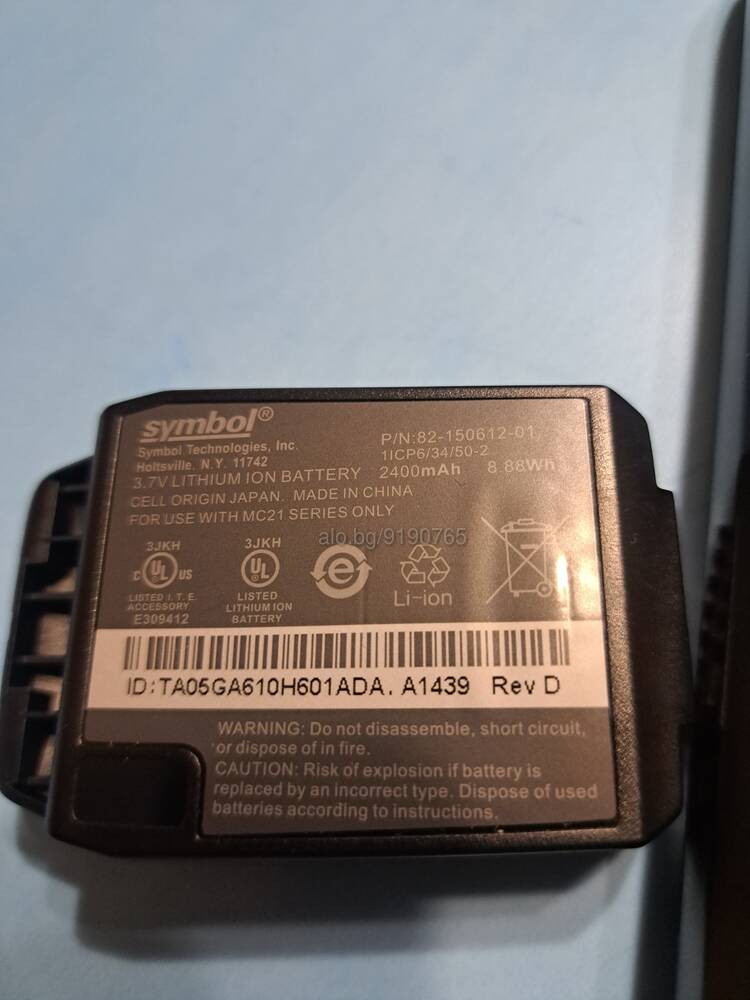 symbol®
Symbol Technologies, Inc.
Holtsville, N.Y. 11742
P/N:82-150612-01
1ICP6/34/50-2
3.7V LITHIUM ION BATTERY 2400mAh 8.88Wh
CELL ORIGIN JAPAN. MADE IN CHINA
FOR USE WITH MC21 SERIES ONLY
alo.bg/9190765
3JKH
C UL US
LISTED I.T.E.
ACCESSORY
E309412
3JKH
UL
LISTED
LITHIUM ION
BATTERY
e
Li-ion
ID:TA05GA610H601ADA. A1439 Rev D
WARNING: Do not disassemble, short circuit,
or dispose of in fire.
CAUTION: Risk of explosion if battery is
replaced by an incorrect type. Dispose of used
batteries according to instructions.